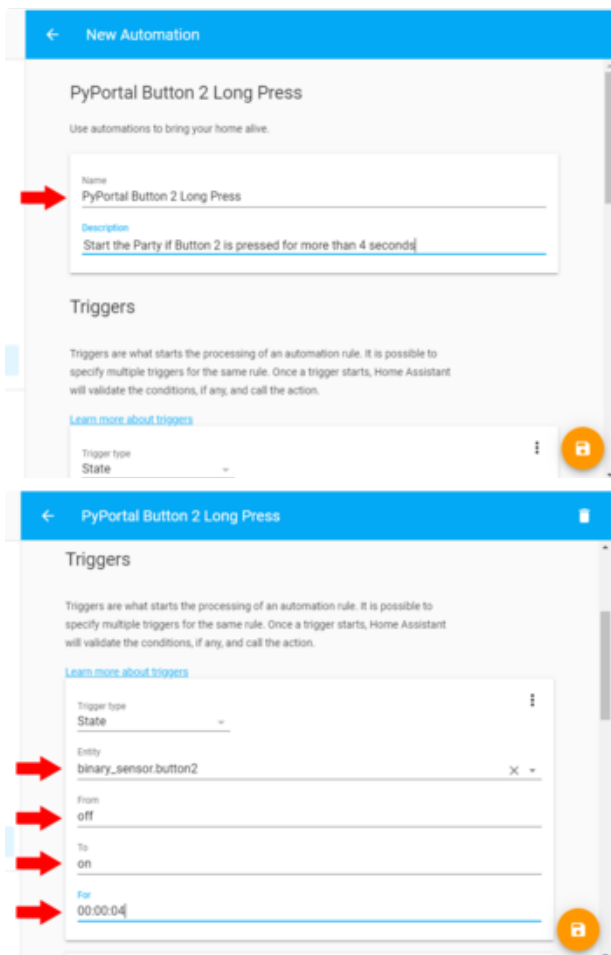 New Automation
PyPortal Button 2 Long Press
Use automations to bring your home alive.
Name
PyPortal Button 2 Long Press
Description
Start the Party if Button 2 is pressed for more than 4 seconds
Triggers
Triggers are what starts the processing of an automation rule. It is possible to
specify multiple triggers for the same rule. Once a trigger starts, Home Assistant
will validate the conditions, if any, and call the action.
Learn more about triggers
Trigger type
State
PyPortal Button 2 Long Press
Triggers
Triggers are what starts the processing of an automation rule. It is possible to
specify multiple triggers for the same rule. Once a trigger starts, Home Assistant
will validate the conditions, if any, and call the action.
Learn more about triggers
Trigger type
State
Entity
binary_sensor.button2
From
off
To
on
For
00:00:04